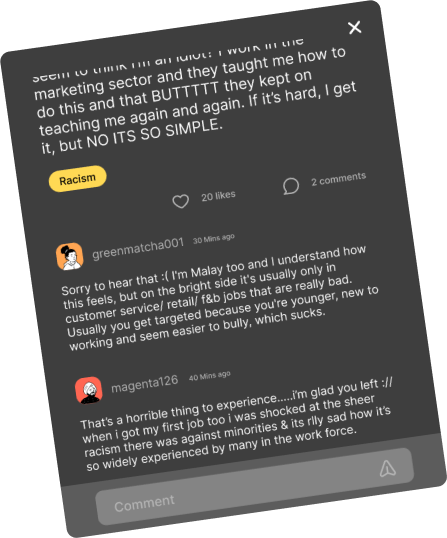 seem to think I'm an idiot? I work in the
marketing sector and they taught me how to
do this and that BUTTTTT they kept on
teaching me again and again. If it's hard, I get
it, but NO ITS SO SIMPLE.
Racism
20 likes
2 comments
greenmatcha001 30 Mins ago
Sorry to hear that :( I'm Malay too and I understand how
this feels, but on the bright side it's usually only in
customer service/ retail/ f&b jobs that are really bad.
Usually you get targeted because you're younger, new to
working and seem easier to bully, which sucks.
magenta126 40 Mins ago
That's a horrible thing to experience.....i'm glad you left ://
when i got my first job too i was shocked at the sheer
racism there was against minorities & its rlly sad how it's
so widely experienced by many in the work force.
Comment